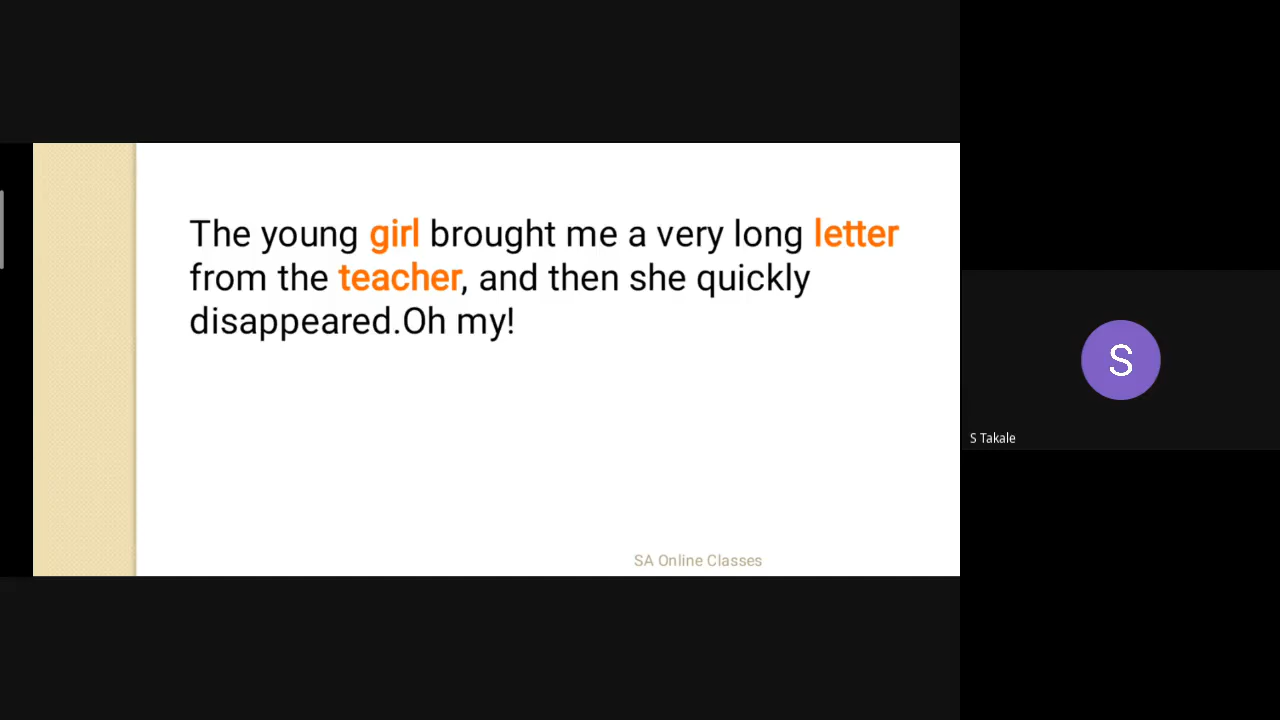 The young girl brought me a very long letter
from the teacher, and then she quickly
disappeared.Oh my!
SA Online Classes
S
S Takale